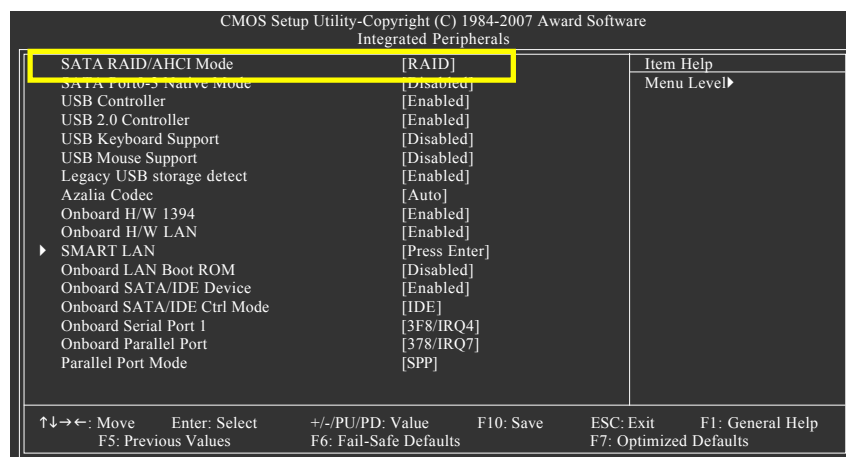 CMOS Setup Utility-Copyright (C) 1984-2007 Award Software
Integrated Peripherals
SATA RAID/AHCI Mode [RAID] Item Help
SATA Port0-3 Native Mode [Disabled] Menu Level▶
USB Controller [Enabled]
USB 2.0 Controller [Enabled]
USB Keyboard Support [Disabled]
USB Mouse Support [Disabled]
Legacy USB storage detect [Enabled]
Azalia Codec [Auto]
Onboard H/W 1394 [Enabled]
Onboard H/W LAN [Enabled]
▶ SMART LAN [Press Enter]
Onboard LAN Boot ROM [Disabled]
Onboard SATA/IDE Device [Enabled]
Onboard SATA/IDE Ctrl Mode [IDE]
Onboard Serial Port 1 [3F8/IRQ4]
Onboard Parallel Port [378/IRQ7]
Parallel Port Mode [SPP]
↑↓→←: Move Enter: Select +/-/PU/PD: Value F10: Save ESC: Exit F1: General Help
F5: Previous Values F6: Fail-Safe Defaults F7: Optimized Defaults